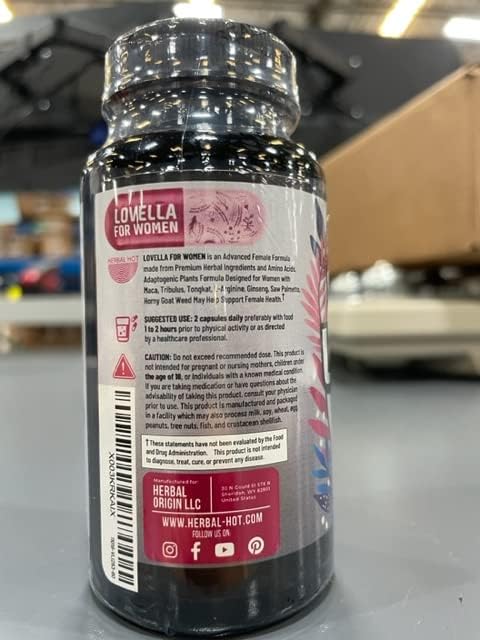 LOVELLA
FOR WOMEN
HERBAL HOT
LOVELLA FOR WOMEN is an Advanced Female Formula
made from Premium Herbal Ingredients and Amino Acids.
Adaptogenic Plants Formula Designed for Women with
Maca, Tribulus, Tongkat, L-Arginine, Ginseng, Saw Palmetto,
Horny Goat Weed May Help Support Female Health.†
SUGGESTED USE: 2 capsules daily preferably with food
1 to 2 hours prior to physical activity or as directed
by a healthcare professional.
CAUTION: Do not exceed recommended dose. This product is
not intended for pregnant or nursing mothers, children under
the age of 18, or individuals with a known medical condition.
If you are taking medication or have questions about the
advisability of taking this product, consult your physician
prior to use. This product is manufactured and packaged
in a facility which may also process milk, soy, wheat, egg,
peanuts, tree nuts, fish, and crustacean shellfish.
† These statements have not been evaluated by the Food
and Drug Administration. This product is not intended
to diagnose, treat, cure, or prevent any disease.
Manufactured for:
HERBAL
ORIGIN LLC
30 N Gould St STE N
Sheridan, WY 82801
United States
WWW.HERBAL-HOT.COM
FOLLOW US ON
X003KRKAUX